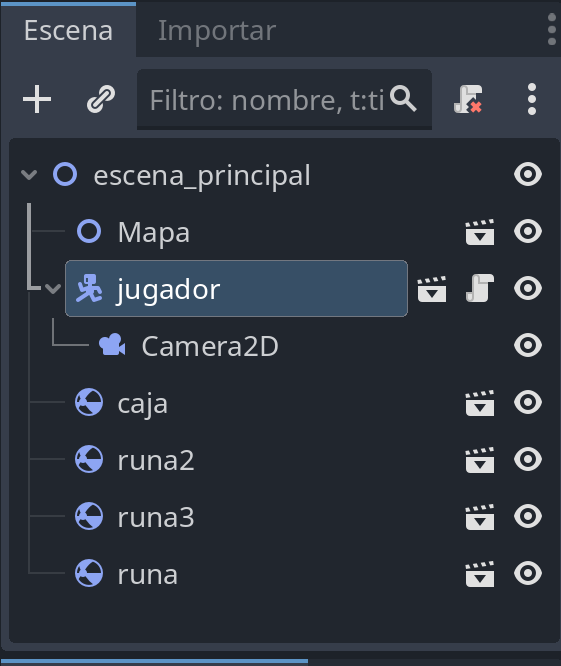 Escena
Importar
Filtro: nombre, t:ti
escena_principal
Mapa
jugador
Camera2D
caja
runa2
runa3
runa